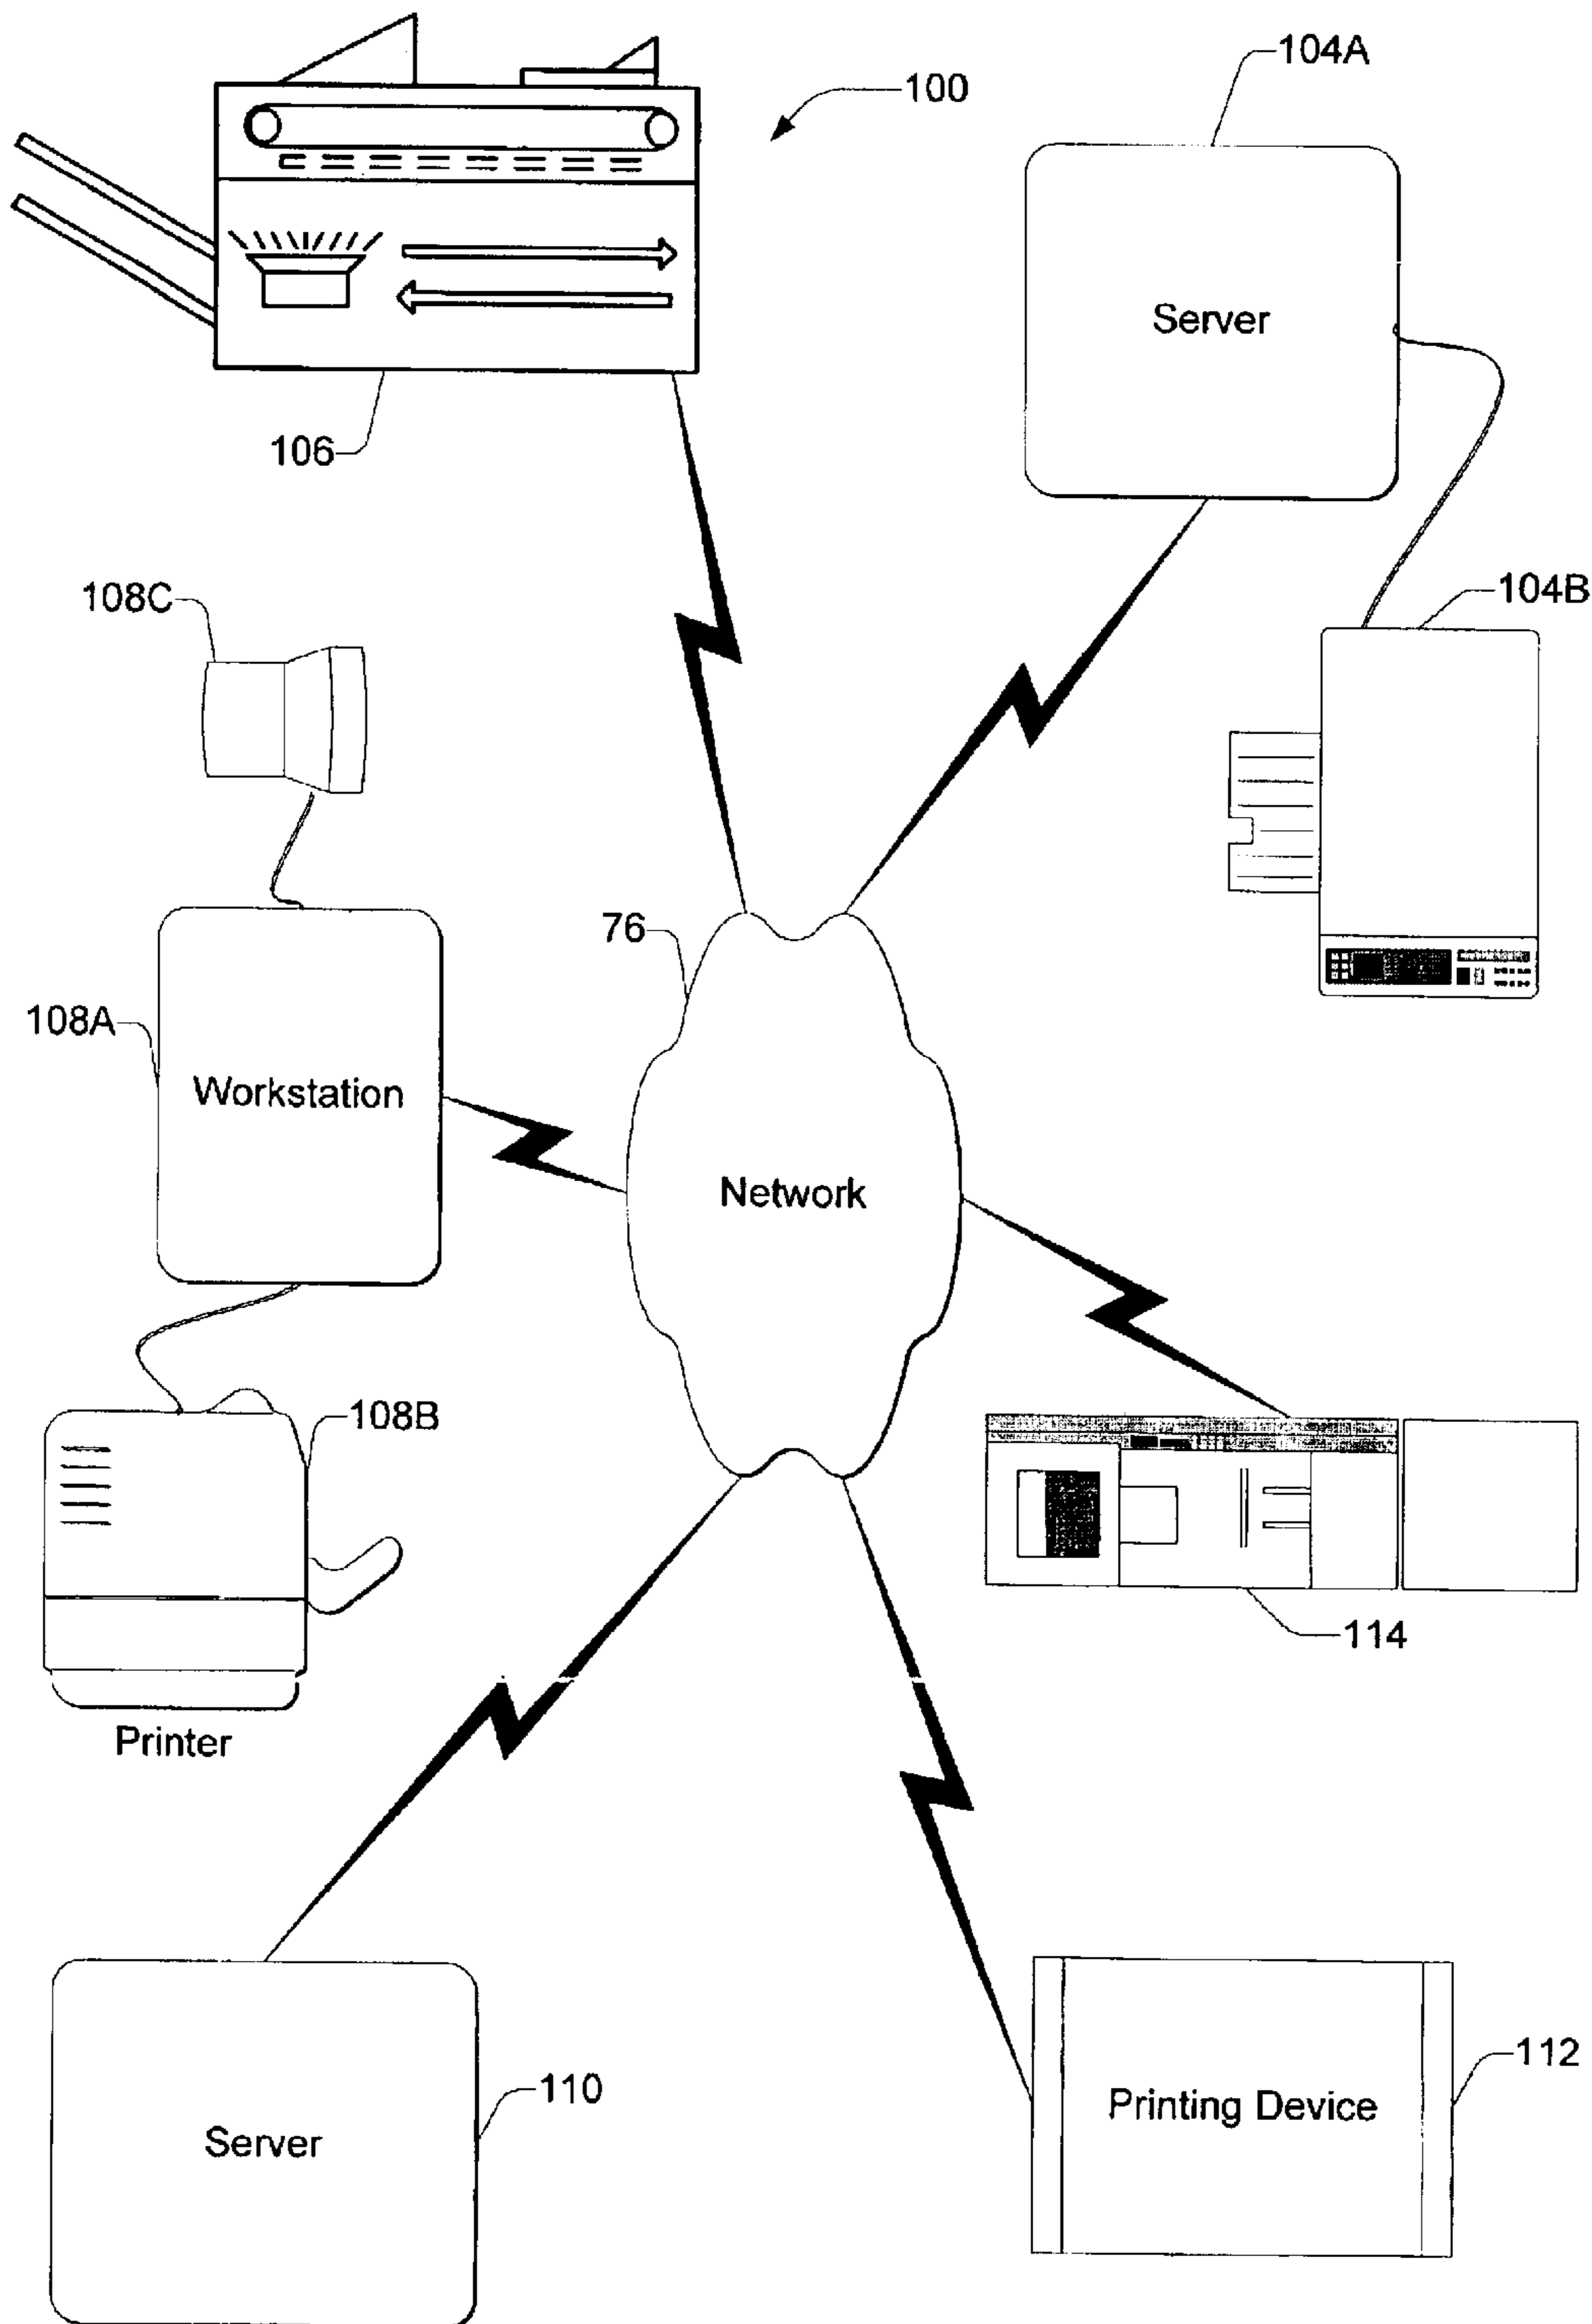 104A
100
Server
106
108C
104B
76
108A
Workstation
Network
108B
114
Printer
110
Server
112
Printing Device